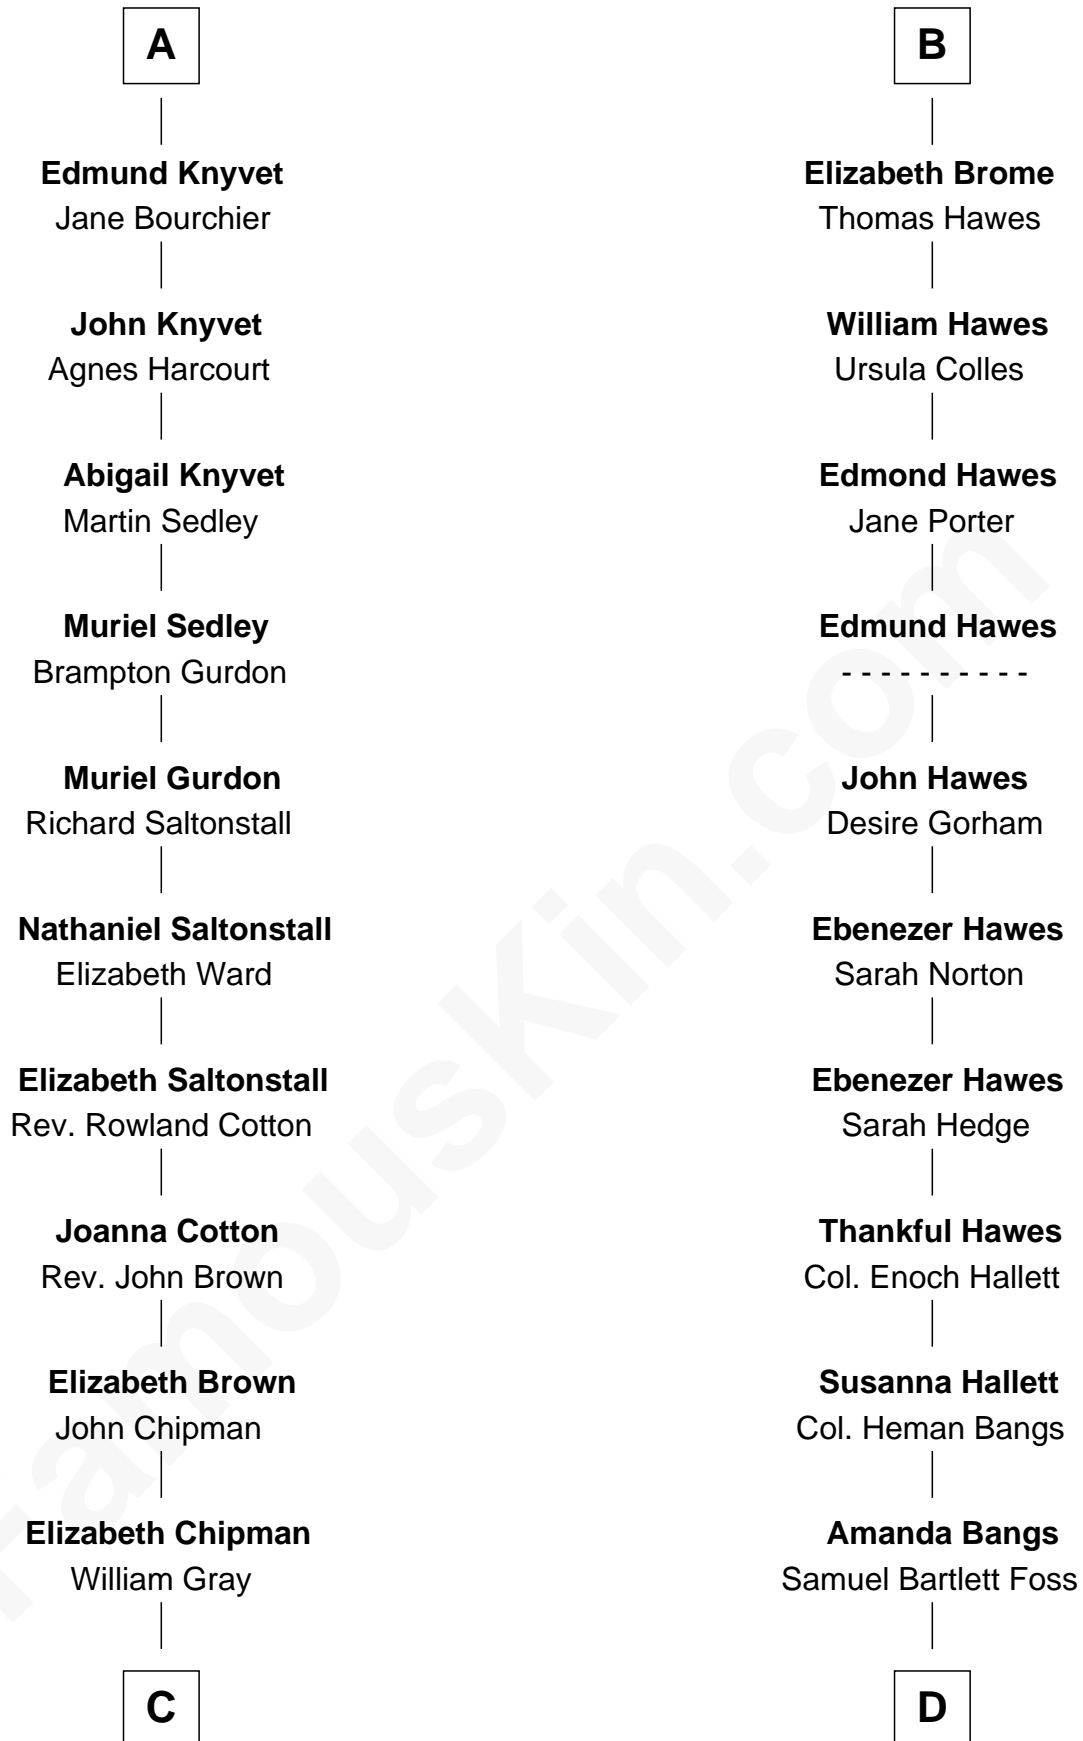 A
Edmund Knyvet
Jane Bourchier
John Knyvet
Agnes Harcourt
Abigail Knyvet
Martin Sedley
Muriel Sedley
Brampton Gurdon
Muriel Gurdon
Richard Saltonstall
Nathaniel Saltonstall
Elizabeth Ward
Elizabeth Saltonstall
Rev. Rowland Cotton
Joanna Cotton
Rev. John Brown
Elizabeth Brown
John Chipman
Elizabeth Chipman
William Gray
C
B
Elizabeth Brome
Thomas Hawes
William Hawes
Ursula Colles
Edmond Hawes
Jane Porter
Edmund Hawes
- - - - - - - - - -
John Hawes
Desire Gorham
Ebenezer Hawes
Sarah Norton
Ebenezer Hawes
Sarah Hedge
Thankful Hawes
Col. Enoch Hallett
Susanna Hallett
Col. Heman Bangs
Amanda Bangs
Samuel Bartlett Foss
D
FamousKin.com